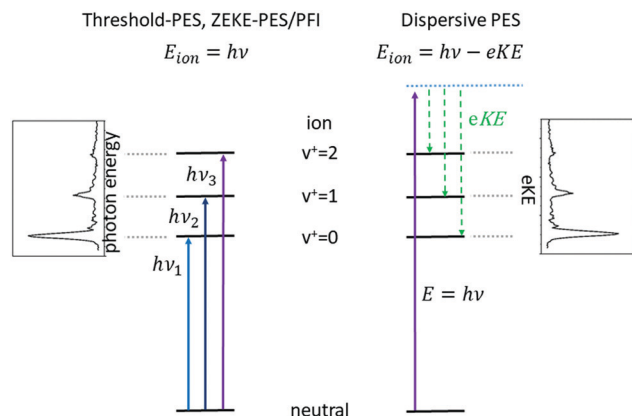 Threshold-PES, ZEKE-PES/PFI
E_ion = hν
Dispersive PES
E_ion = hν − eKE
photon energy
hν₁
hν₂
hν₃
ion
v⁺=2
v⁺=1
v⁺=0
neutral
eKE
E = hν
eKE